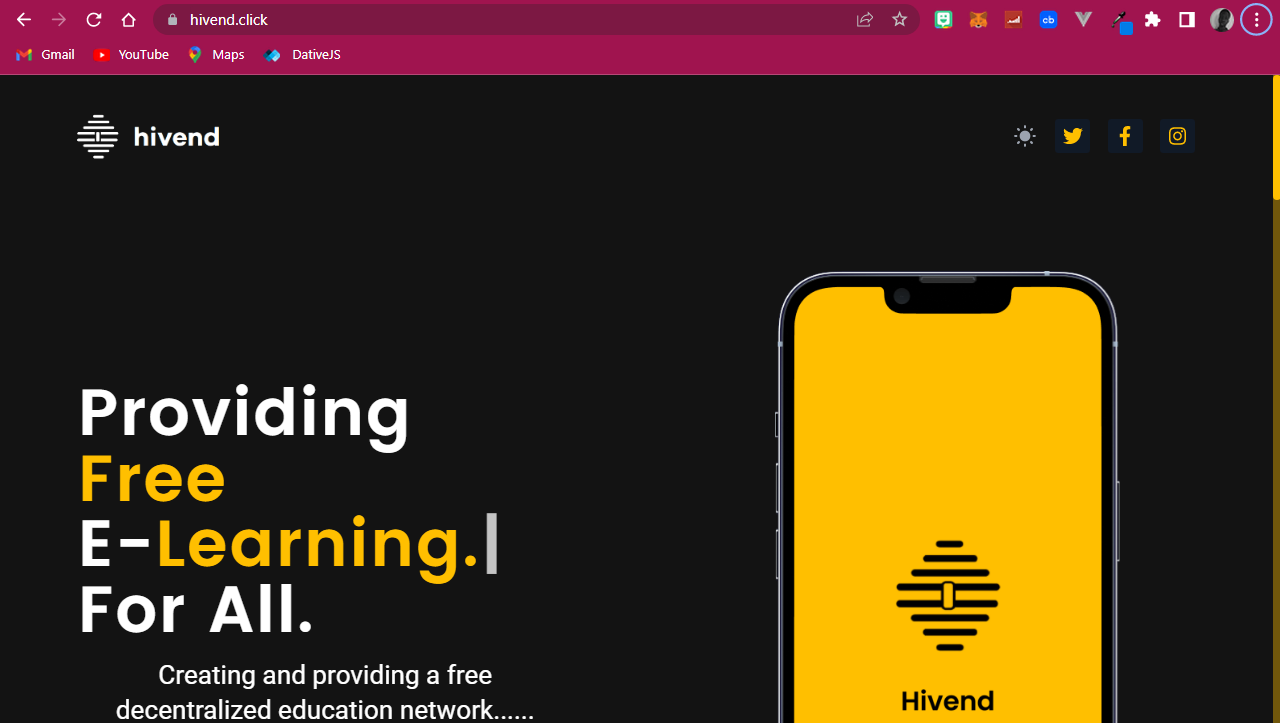 hivend.click
cb
Gmail
YouTube
Maps
DativeJS
hivend
Providing
Free
E-Learning.|
For All.
Creating and providing a free
decentralized education network......
Hivend